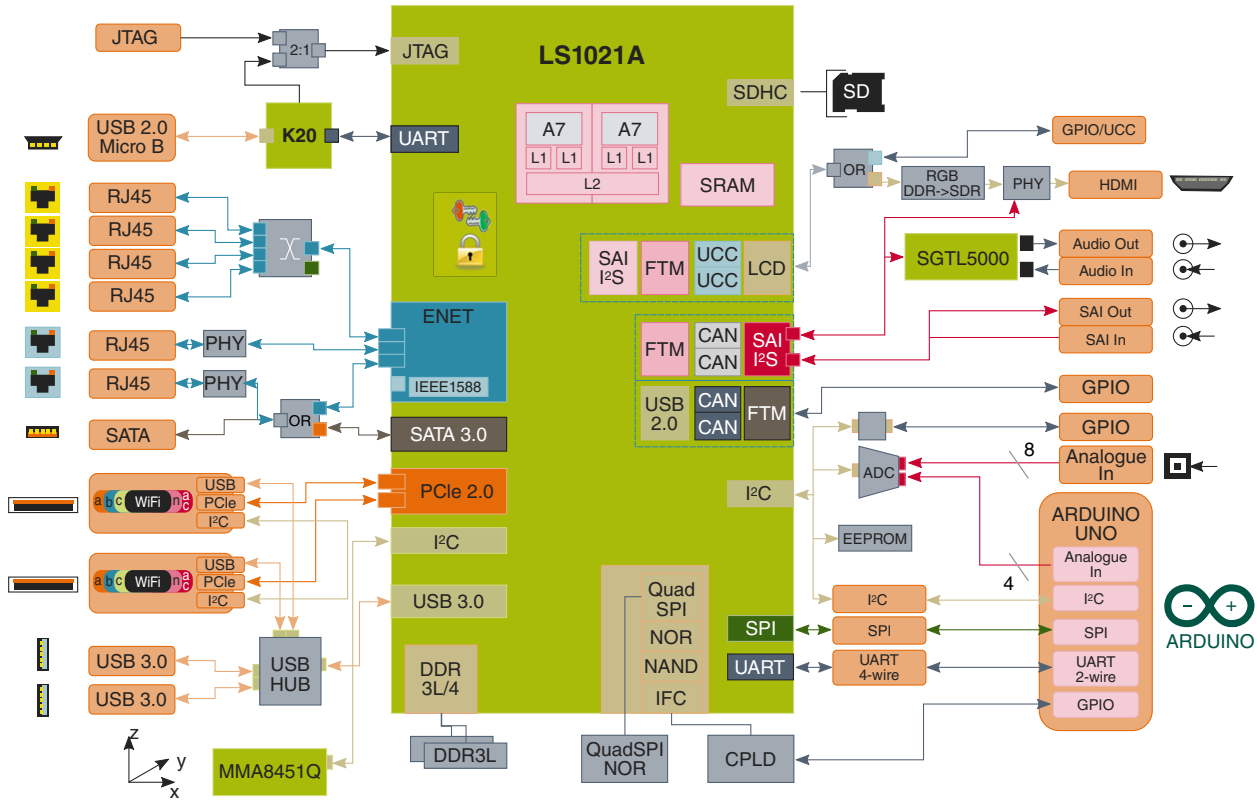 LS1021A
JTAG
2:1
JTAG
USB 2.0
Micro B
K20
UART
RJ45
RJ45
RJ45
RJ45
RJ45
PHY
RJ45
PHY
SATA
OR
ENET
IEEE1588
SATA 3.0
PCIe 2.0
I²C
USB 3.0
a b c WiFi n a c
USB
PCIe
I²C
a b c WiFi n a c
USB
PCIe
I²C
USB 3.0
USB 3.0
USB
HUB
DDR
3L/4
DDR3L
MMA8451Q
z
y
x
A7
A7
L1
L1
L1
L1
L2
SRAM
SAI
I²S
FTM
UCC
UCC
LCD
FTM
CAN
CAN
SAI
I²S
USB
2.0
CAN
CAN
FTM
I²C
Quad
SPI
NOR
NAND
IFC
SPI
UART
QuadSPI
NOR
CPLD
SDHC
SD
OR
GPIO/UCC
RGB
DDR->SDR
PHY
HDMI
SGTL5000
Audio Out
Audio In
SAI Out
SAI In
GPIO
GPIO
ADC
8
Analogue
In
EEPROM
4
I²C
SPI
UART
4-wire
ARDUINO
UNO
Analogue
In
I²C
SPI
UART
2-wire
GPIO
ARDUINO